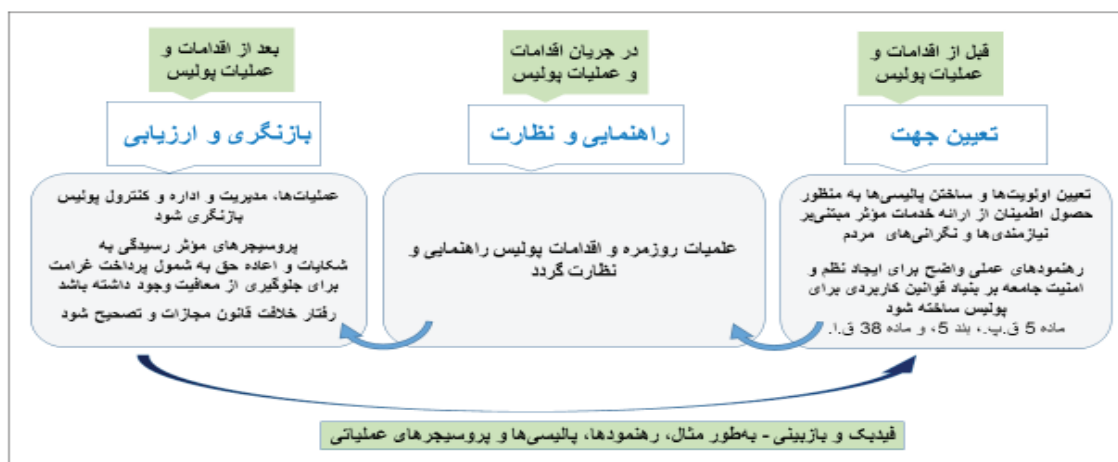 قبل از اقدامات و
عملیات پولیس
در جریان اقدامات
و عملیات پولیس
بعد از اقدامات و
عملیات پولیس
تعیین جهت
راهنمایی و نظارت
بازنگری و ارزیابی
تعیین اولویت‌ها و ساختن پالیسی‌ها به منظور
حصول اطمینان از ارائه خدمات مؤثر مبتنی‌بر
نیازمندی‌ها و نگرانی‌های مردم
رهنمودهای عملی واضح برای ایجاد نظم و
امنیت جامعه بر بنیاد قوانین کاربردی برای
پولیس ساخته شود
ماده 5 ق.پ.، بند 5، و ماده 38 ق.ا.
علمیات روزمره و اقدامات پولیس راهنمایی و
نظارت گردد
عملیات‌ها، مدیریت و اداره و کنترول پولیس
بازنگری شود
پروسیجرهای مؤثر رسیدگی به
شکایات و اعاده حق به شمول پرداخت غرامت
برای جلوگیری از معافیت وجود داشته باشد
رفتار خلافت قانون مجازات و تصحیح شود
فیدبک و بازبینی - به‌طور مثال، رهنمودها، پالیسی‌ها و پروسیجرهای عملیاتی